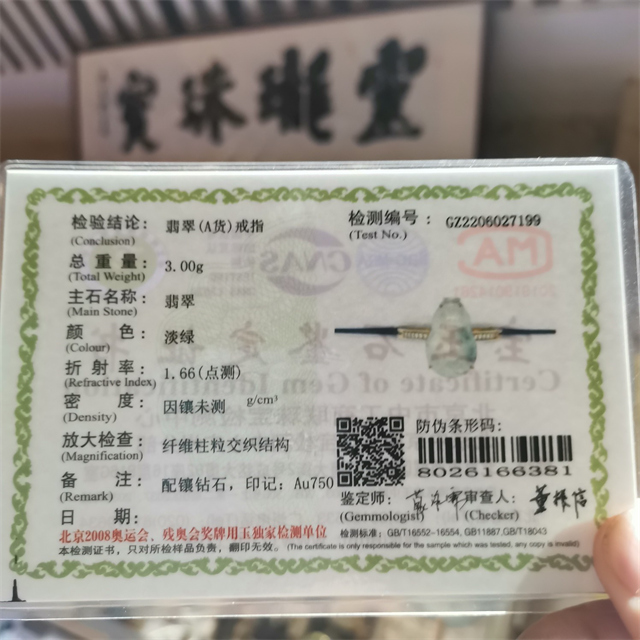 寳珠瓏靈
检验结论： 翡翠(A货)戒指
(Conclusion)
检测编号： GZ2206027199
(Test No.)
总重量： 3.00g
(Total Weight)
主石名称： 翡翠
(Main Stone)
颜色： 淡绿
(Colour)
折射率： 1.66(点测)
(Refractive Index)
密度： 因镶未测 g/cm³
(Density)
放大检查： 纤维柱粒交织结构
(Magnification)
备注： 配镶钻石，印记：Au750
(Remark)
日期：
防伪条形码：
8026166381
鉴定师：
(Gemmologist)
审查人：
(Checker)
北京2008奥运会、残奥会奖牌用玉独家检测单位
检测标准：GB/T16552-16554, GB11887,GB/T18043
本检测证书，只对所检样品负责，翻印无效。 (The certificate is only responsible for the sample which was tested, any copy is invalid)